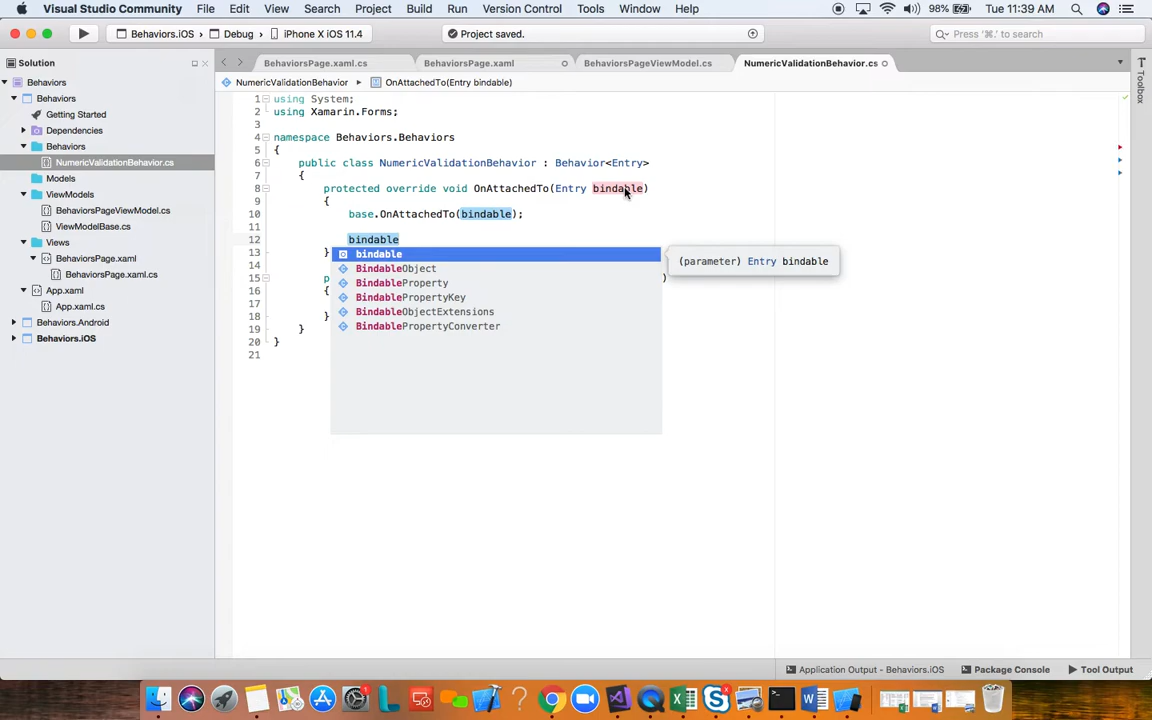 Visual Studio Community File Edit View Search Project Build Run Version Control Tools Window Help 98% Tue 11:39 AM
Behaviors.iOS Debug iPhone X iOS 11.4 Project saved. Press '⌘.' to search
Solution BehaviorsPage.xaml.cs BehaviorsPage.xaml BehaviorsPageViewModel.cs NumericValidationBehavior.cs
Behaviors NumericValidationBehavior OnAttachedTo(Entry bindable)
Behaviors
Getting Started
Dependencies
Behaviors
NumericValidationBehavior.cs
Models
ViewModels
BehaviorsPageViewModel.cs
ViewModelBase.cs
Views
BehaviorsPage.xaml
BehaviorsPage.xaml.cs
App.xaml
App.xaml.cs
Behaviors.Android
Behaviors.iOS
1 using System;
2 using Xamarin.Forms;
3
4 namespace Behaviors.Behaviors
5 {
6 public class NumericValidationBehavior : Behavior<Entry>
7 {
8 protected override void OnAttachedTo(Entry bindable)
9 {
10 base.OnAttachedTo(bindable);
11
12 bindable
13 }
14
15 p )
16 {
17
18 }
19 }
20 }
21
bindable
BindableObject
BindableProperty
BindablePropertyKey
BindableObjectExtensions
BindablePropertyConverter
(parameter) Entry bindable
Toolbox
Application Output - Behaviors.iOS Package Console Tool Output